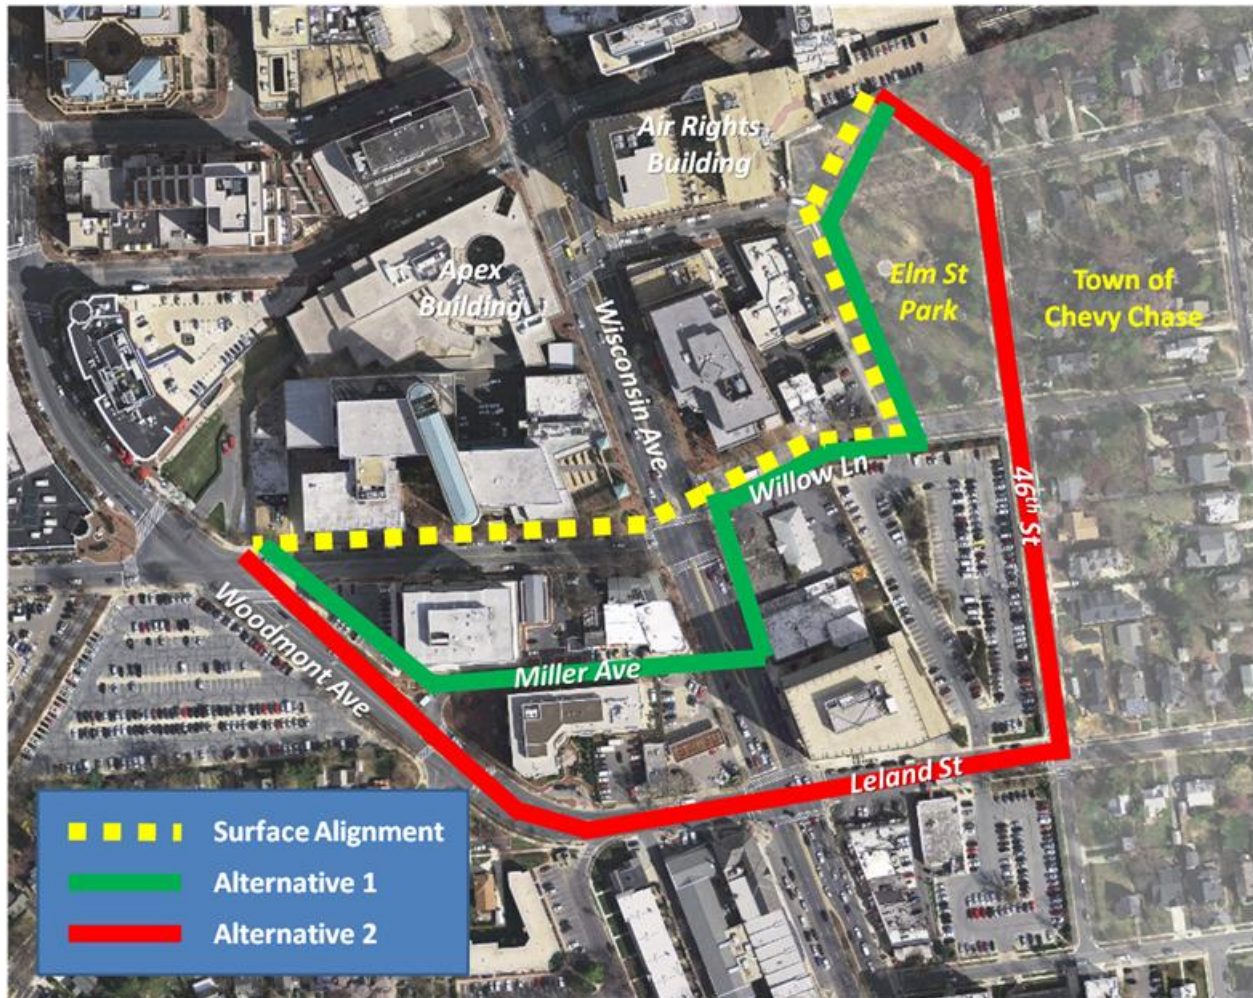 Air Rights
Building
Apex
Building
Wisconsin Ave
Elm St
Park
Town of
Chevy Chase
Willow Ln
46th St
Woodmont Ave
Miller Ave
Leland St
Surface Alignment
Alternative 1
Alternative 2